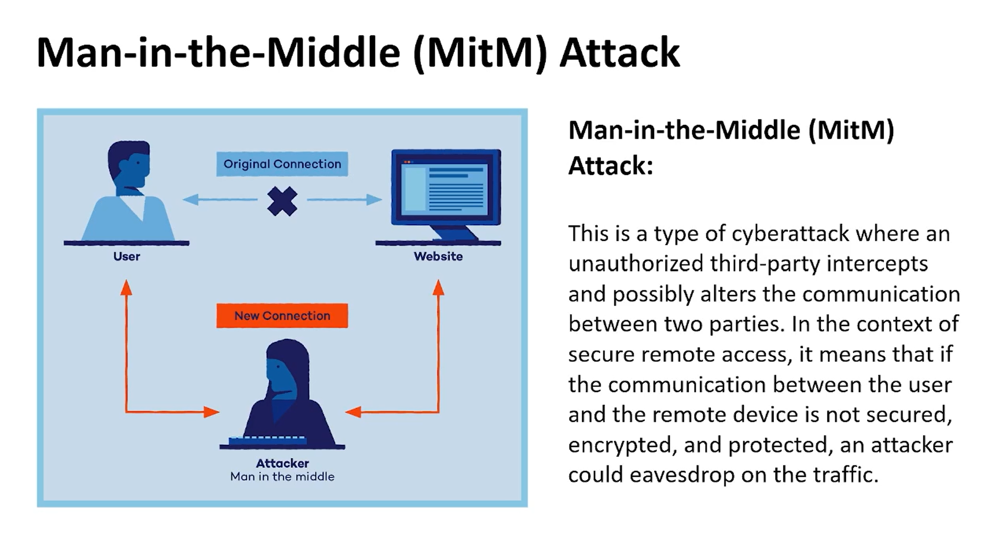 Man-in-the-Middle (MitM) Attack
Original Connection
User
Website
New Connection
Attacker
Man in the middle
Man-in-the-Middle (MitM)
Attack:
This is a type of cyberattack where an
unauthorized third-party intercepts
and possibly alters the communication
between two parties. In the context of
secure remote access, it means that if
the communication between the user
and the remote device is not secured,
encrypted, and protected, an attacker
could eavesdrop on the traffic.